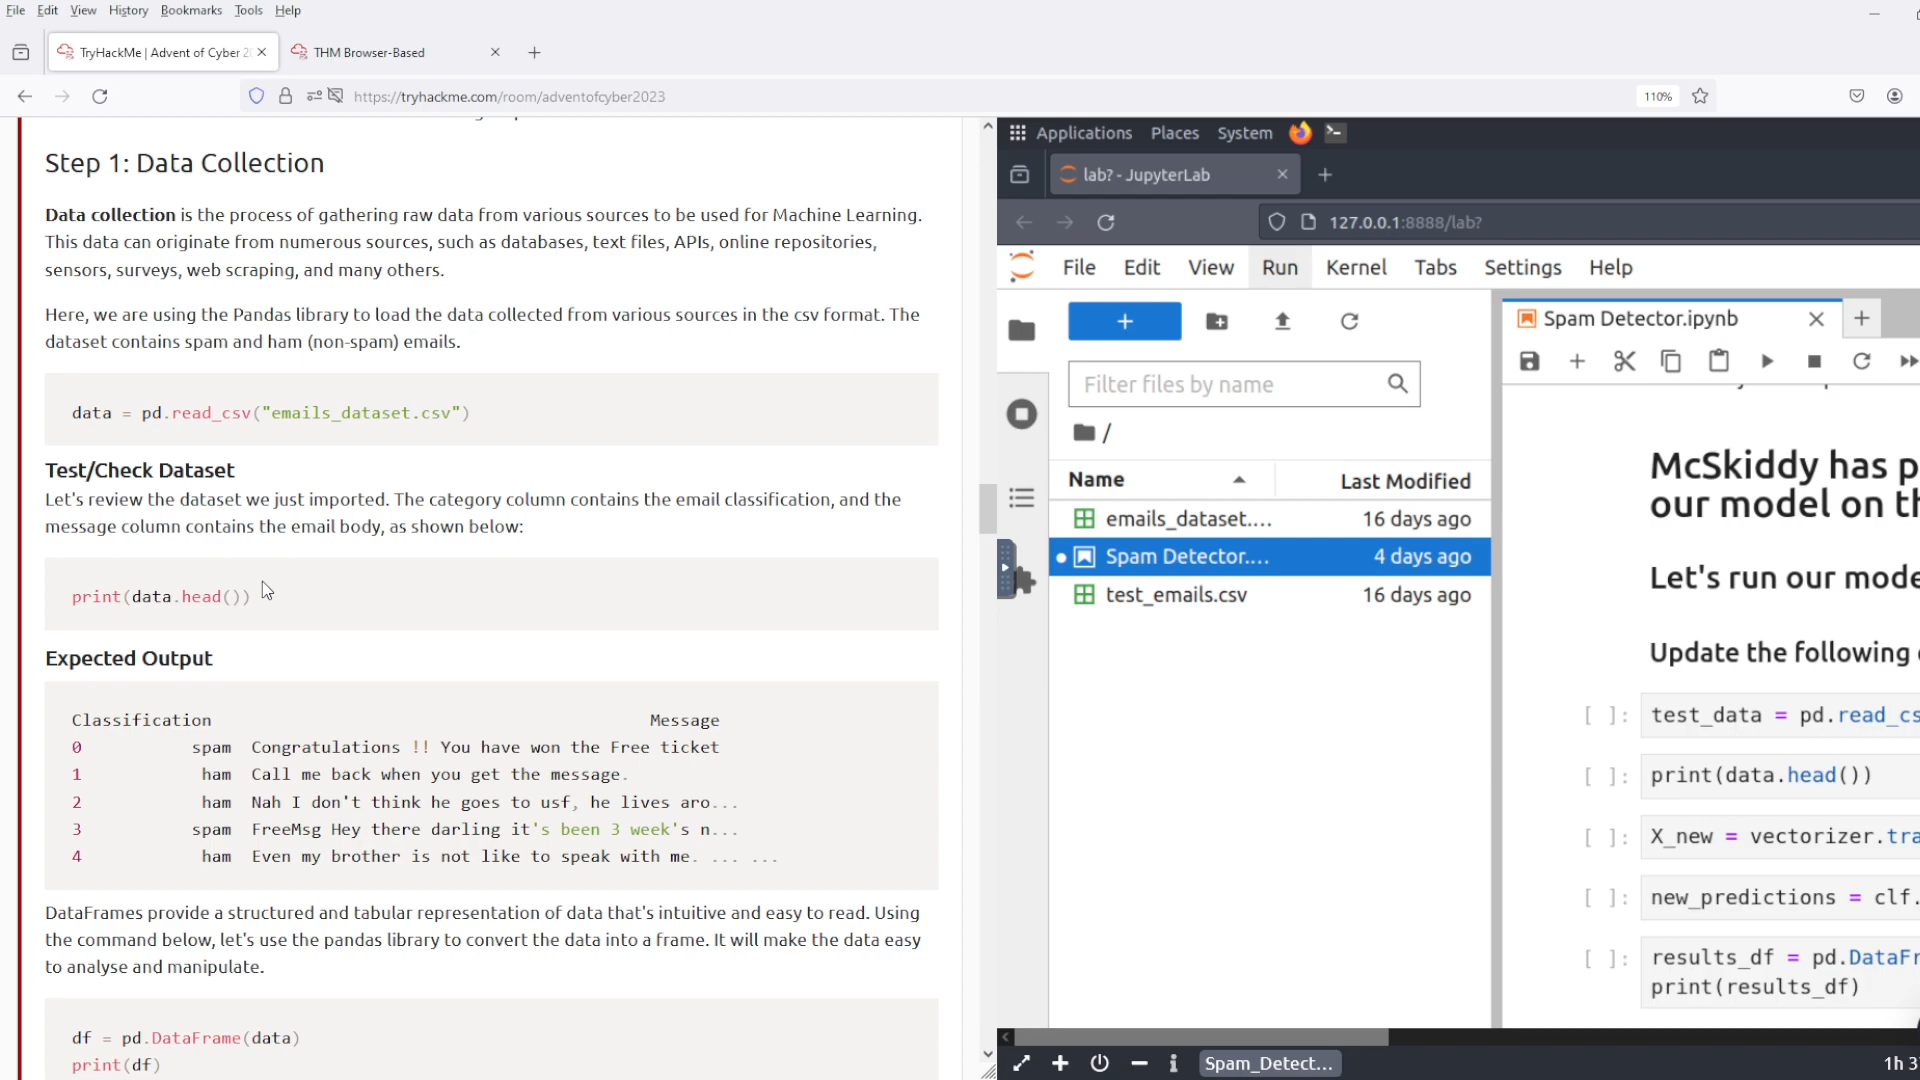 File Edit View History Bookmarks Tools Help
TryHackMe | Advent of Cyber 2
THM Browser-Based
https://tryhackme.com/room/adventofcyber2023
110%
Step 1: Data Collection
Data collection is the process of gathering raw data from various sources to be used for Machine Learning.
This data can originate from numerous sources, such as databases, text files, APIs, online repositories,
sensors, surveys, web scraping, and many others.
Here, we are using the Pandas library to load the data collected from various sources in the csv format. The
dataset contains spam and ham (non-spam) emails.
data = pd.read_csv("emails_dataset.csv")
Test/Check Dataset
Let's review the dataset we just imported. The category column contains the email classification, and the
message column contains the email body, as shown below:
print(data.head())
Expected Output
Classification Message
0 spam Congratulations !! You have won the Free ticket
1 ham Call me back when you get the message.
2 ham Nah I don't think he goes to usf, he lives aro...
3 spam FreeMsg Hey there darling it's been 3 week's n...
4 ham Even my brother is not like to speak with me. ... ...
DataFrames provide a structured and tabular representation of data that's intuitive and easy to read. Using
the command below, let's use the pandas library to convert the data into a frame. It will make the data easy
to analyse and manipulate.
df = pd.DataFrame(data)
print(df)
Applications Places System
lab? - JupyterLab
127.0.0.1:8888/lab?
File Edit View Run Kernel Tabs Settings Help
+
Filter files by name
/
Name Last Modified
emails_dataset.... 16 days ago
Spam Detector.... 4 days ago
test_emails.csv 16 days ago
Spam Detector.ipynb
McSkiddy has p
our model on th
Let's run our mode
Update the following
[ ]: test_data = pd.read_cs
[ ]: print(data.head())
[ ]: X_new = vectorizer.tra
[ ]: new_predictions = clf.
[ ]: results_df = pd.DataFr
print(results_df)
Spam_Detect...
1h 3